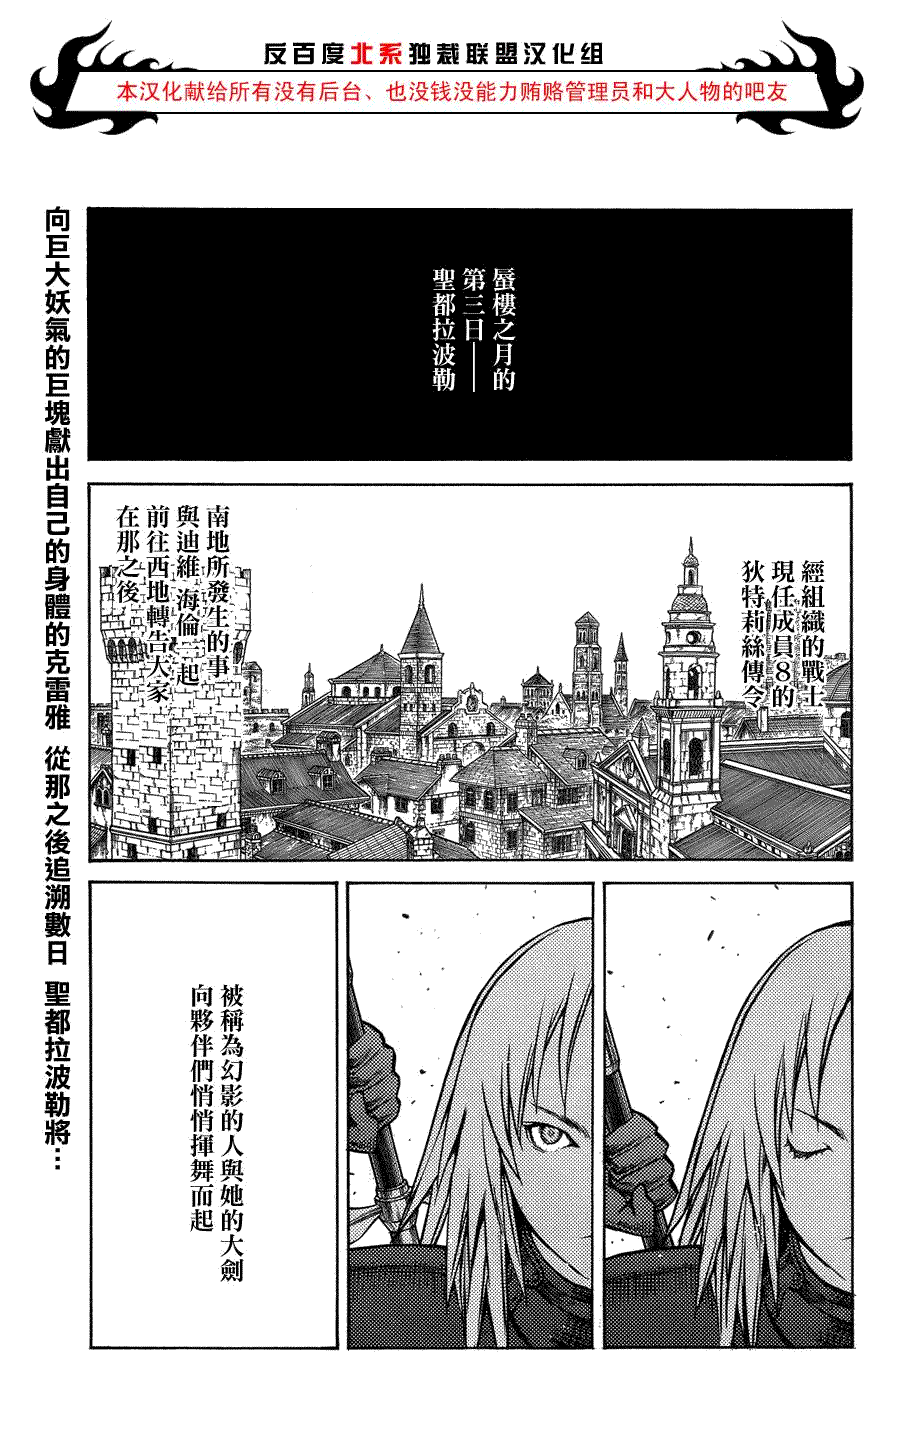 反百度北系独裁联盟汉化组
本汉化献给所有没有后台、也没钱没能力贿赂管理员和大人物的吧友
向巨大妖氣的巨塊獻出自己的身體的克雷雅 從那之後追溯數日 聖都拉波勒將…
蜃樓之月的
第三日——
聖都拉波勒
經組織的戰士
現任成員8的
狄特莉絲傳令
南地所發生的事
與迪維 海倫一起
前往西地轉告大家
在那之後
被稱為幻影的人與她的大劍
向夥伴們悄悄揮舞而起